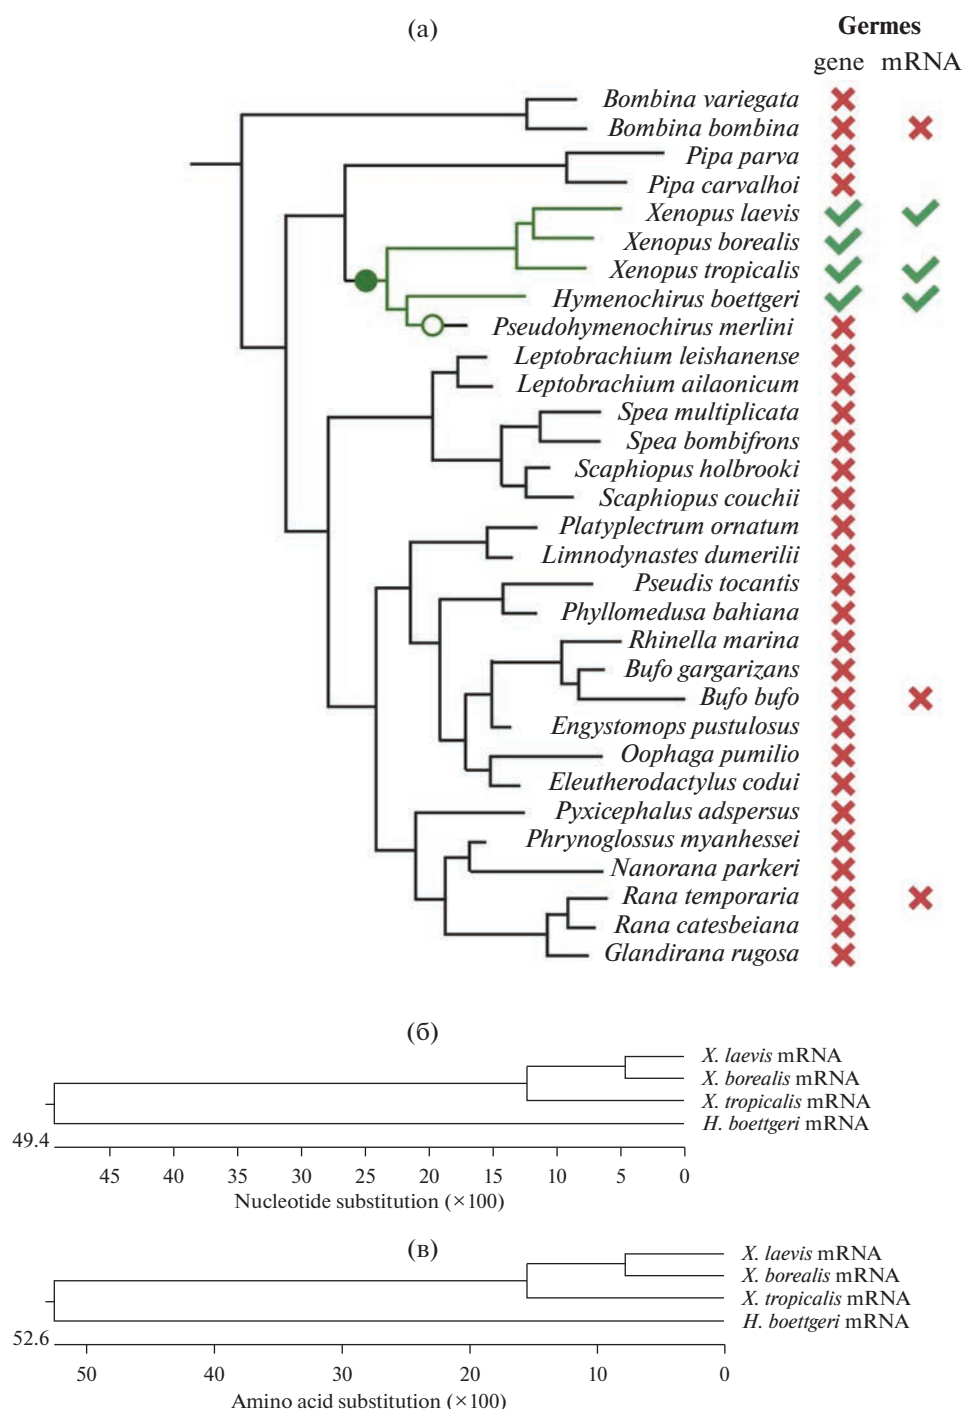 (а)
Germes
gene mRNA
Bombina variegata
Bombina bombina
Pipa parva
Pipa carvalhoi
Xenopus laevis
Xenopus borealis
Xenopus tropicalis
Hymenochirus boettgeri
Pseudohymenochirus merlini
Leptobrachium leishanense
Leptobrachium ailaonicum
Spea multiplicata
Spea bombifrons
Scaphiopus holbrooki
Scaphiopus couchii
Platyplectrum ornatum
Limnodynastes dumerilii
Pseudis tocantis
Phyllomedusa bahiana
Rhinella marina
Bufo gargarizans
Bufo bufo
Engystomops pustulosus
Oophaga pumilio
Eleutherodactylus codui
Pyxicephalus adspersus
Phrynoglossus myanhessei
Nanorana parkeri
Rana temporaria
Rana catesbeiana
Glandirana rugosa
(б)
X. laevis mRNA
X. borealis mRNA
X. tropicalis mRNA
H. boettgeri mRNA
49.4
45 40 35 30 25 20 15 10 5 0
Nucleotide substitution (×100)
(в)
X. laevis mRNA
X. borealis mRNA
X. tropicalis mRNA
H. boettgeri mRNA
52.6
50 40 30 20 10 0
Amino acid substitution (×100)